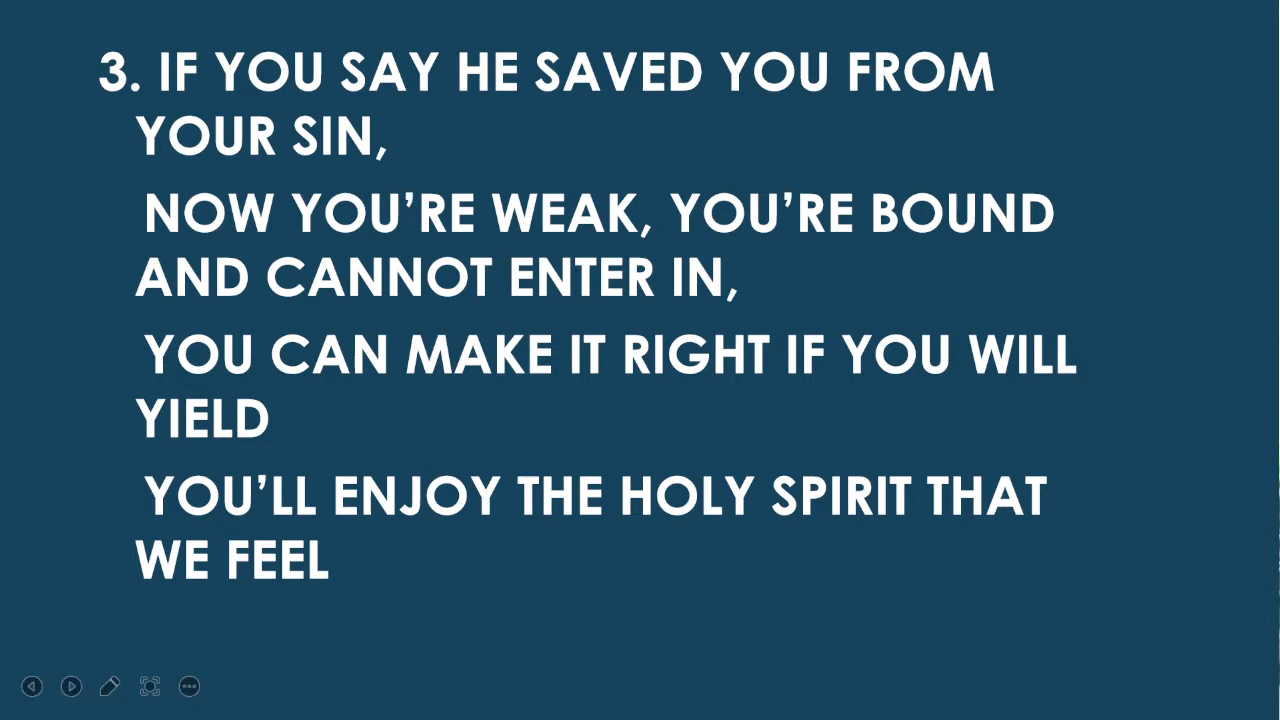 3. IF YOU SAY HE SAVED YOU FROM
YOUR SIN,
NOW YOU’RE WEAK, YOU’RE BOUND
AND CANNOT ENTER IN,
YOU CAN MAKE IT RIGHT IF YOU WILL
YIELD
YOU’LL ENJOY THE HOLY SPIRIT THAT
WE FEEL